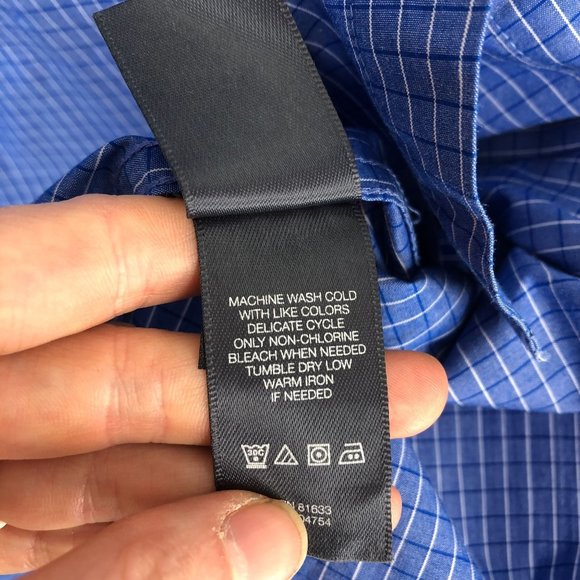 MACHINE WASH COLD
WITH LIKE COLORS
DELICATE CYCLE
ONLY NON-CHLORINE
BLEACH WHEN NEEDED
TUMBLE DRY LOW
WARM IRON
IF NEEDED
30C
81633
04754